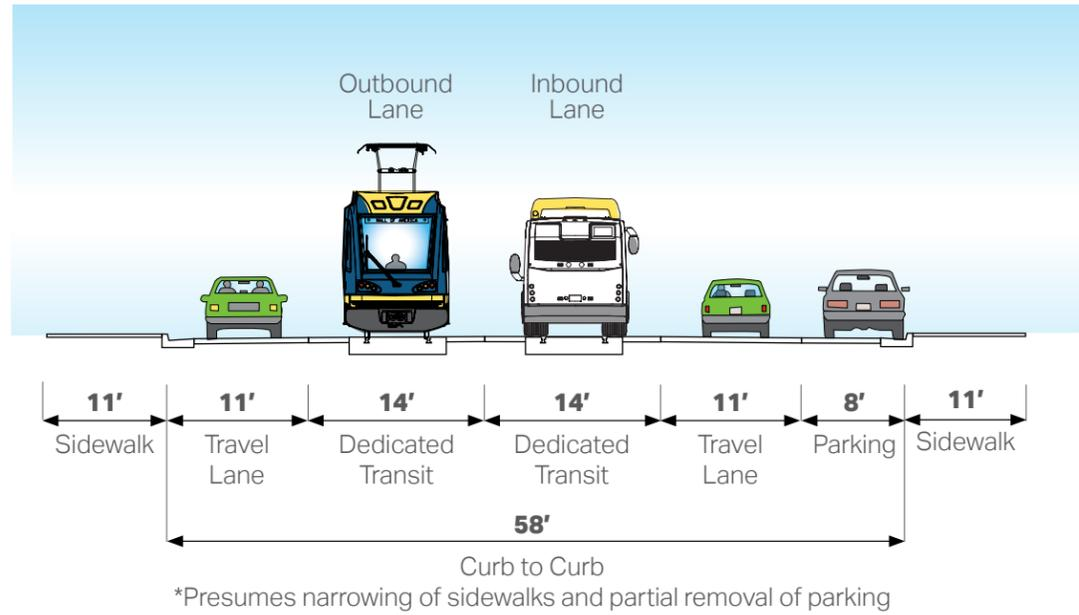 Outbound
Lane
Inbound
Lane
11′ 11′ 14′ 14′ 11′ 8′ 11′
Sidewalk Travel Lane Dedicated Transit Dedicated Transit Travel Lane Parking Sidewalk
58′
Curb to Curb
*Presumes narrowing of sidewalks and partial removal of parking